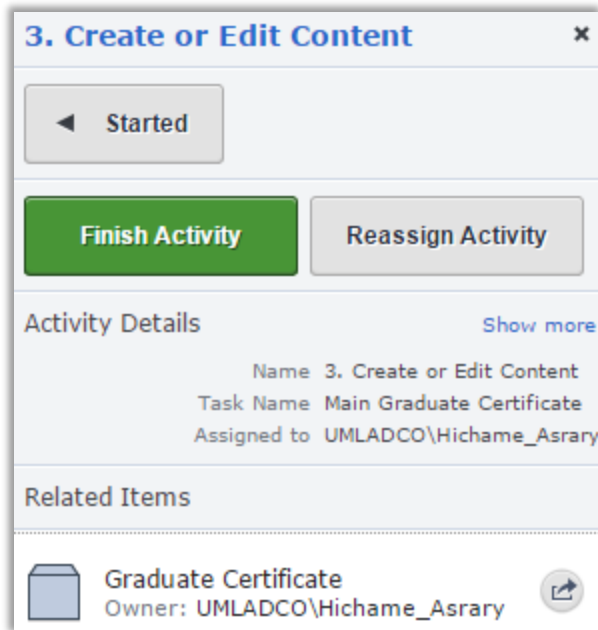 3. Create or Edit Content
Started
Finish Activity Reassign Activity
Activity Details Show more
Name 3. Create or Edit Content
Task Name Main Graduate Certificate
Assigned to UMLADCO\Hichame_Asrary
Related Items
Graduate Certificate
Owner: UMLADCO\Hichame_Asrary